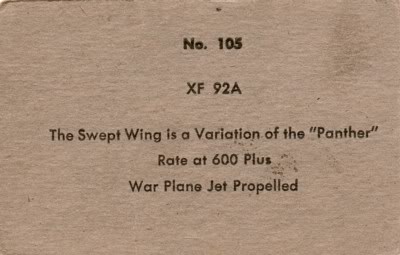 No. 105
XF 92A
The Swept Wing is a Variation of the "Panther"
Rate at 600 Plus
War Plane Jet Propelled